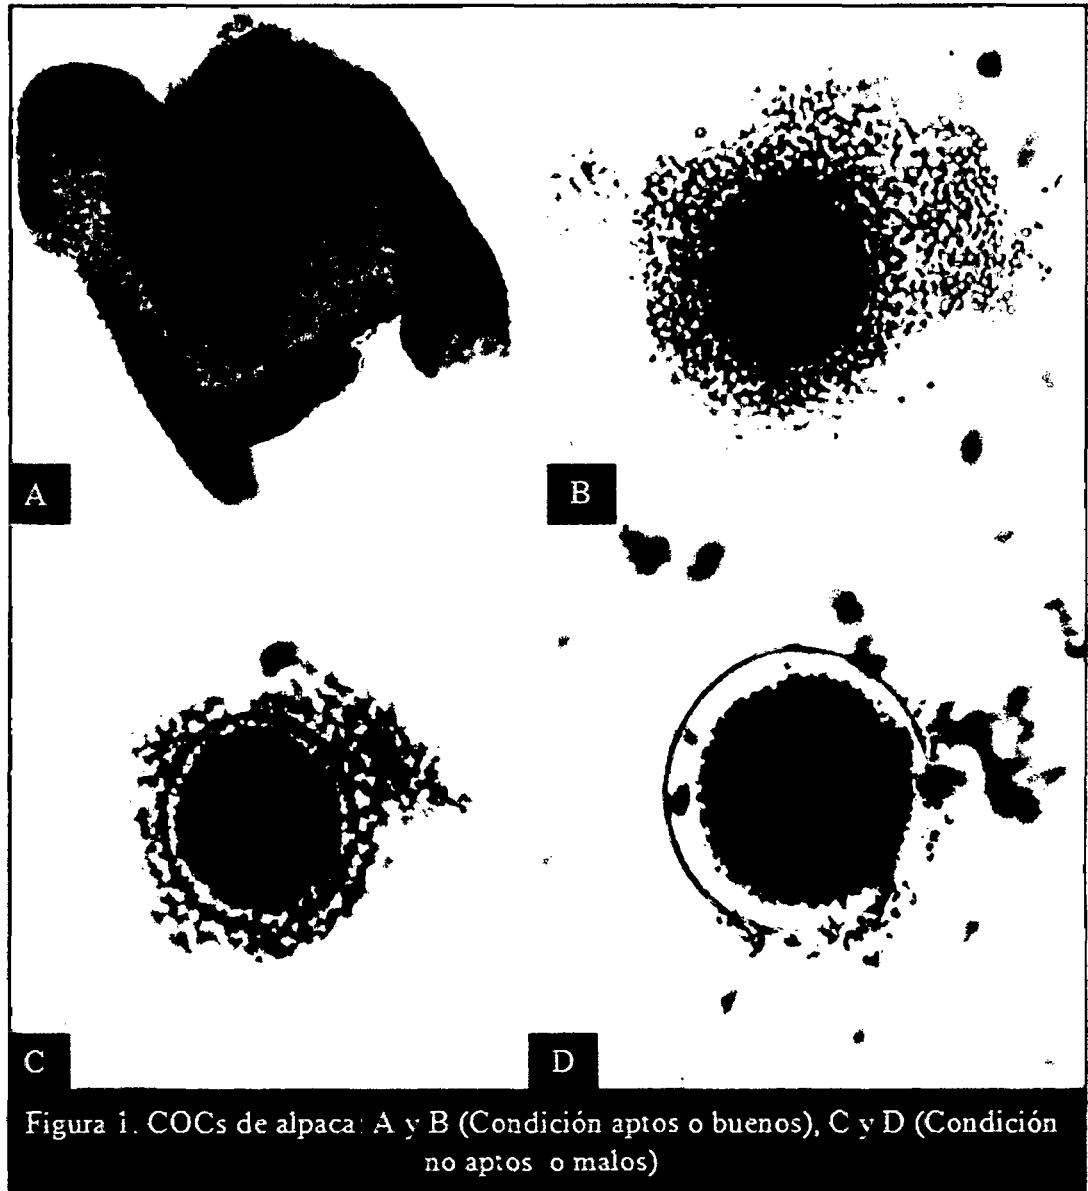 A
B
C
D
Figura 1. COCs de alpaca: A y B (Condición aptos o buenos), C y D (Condición
no aptos o malos)